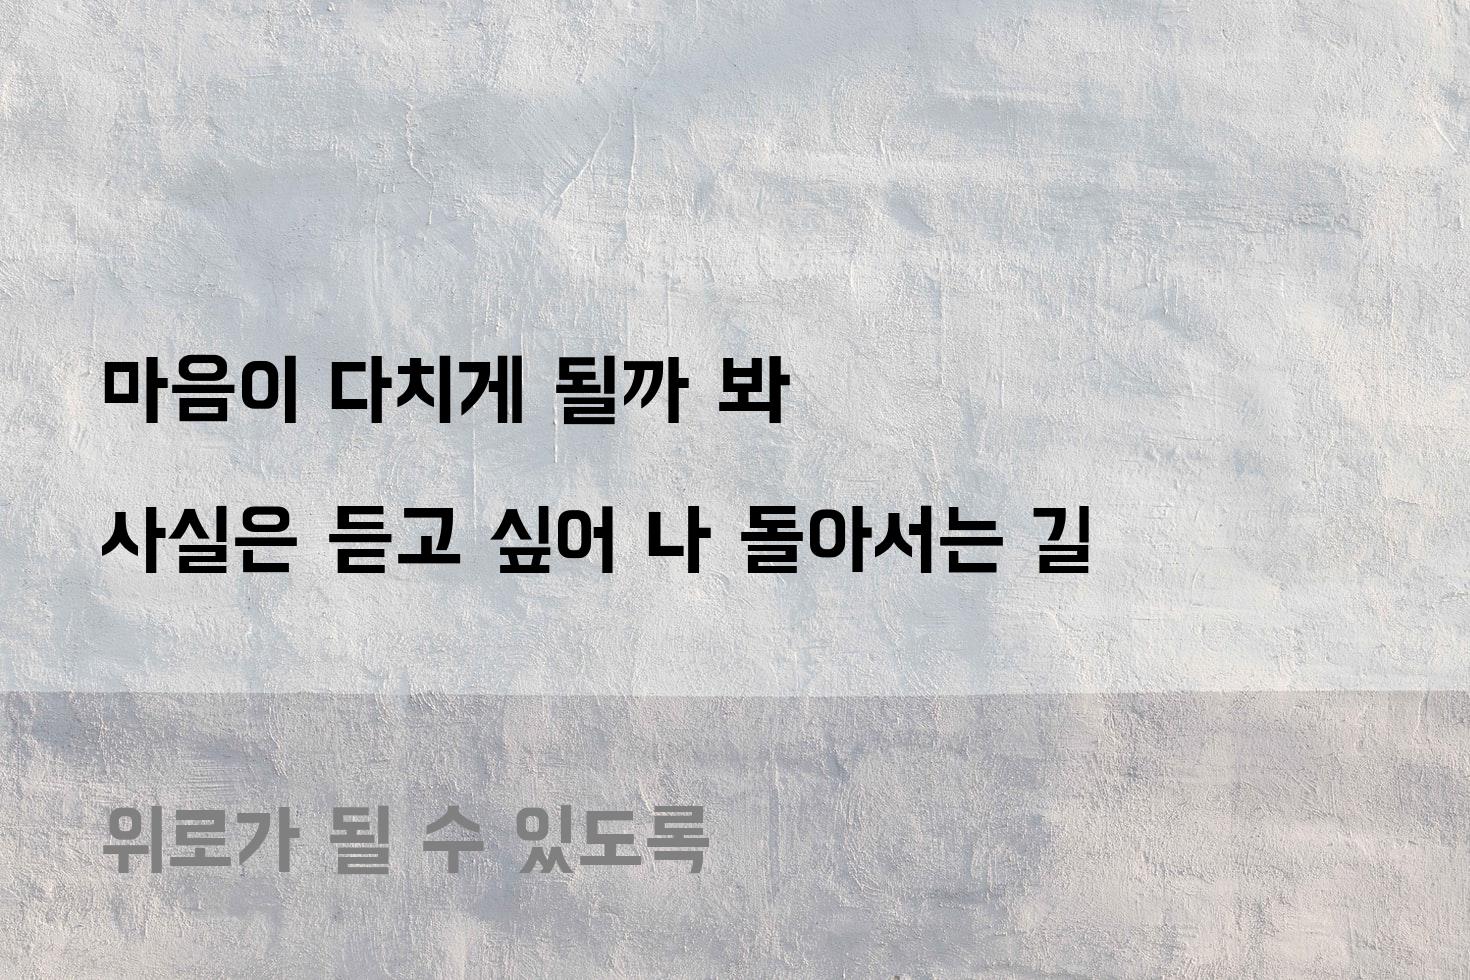 마음이 다치게 될까 봐
사실은 듣고 싶어 나 돌아서는 길
위로가 될 수 있도록